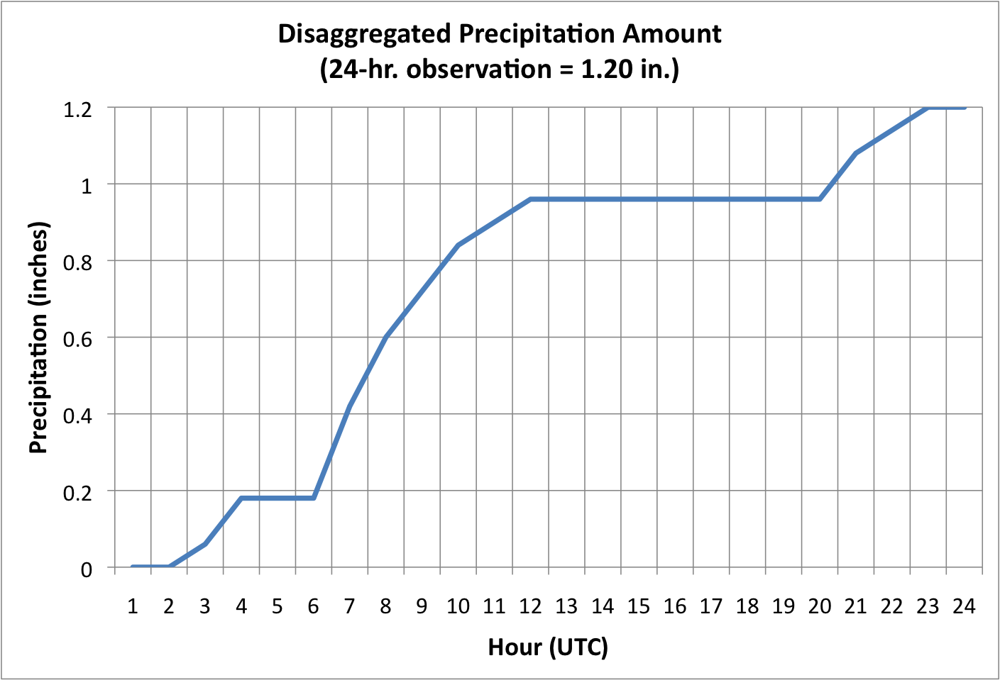 Disaggregated Precipitation Amount
(24-hr. observation = 1.20 in.)
Precipitation (inches)
1.2
1
0.8
0.6
0.4
0.2
0
1 2 3 4 5 6 7 8 9 10 11 12 13 14 15 16 17 18 19 20 21 22 23 24
Hour (UTC)